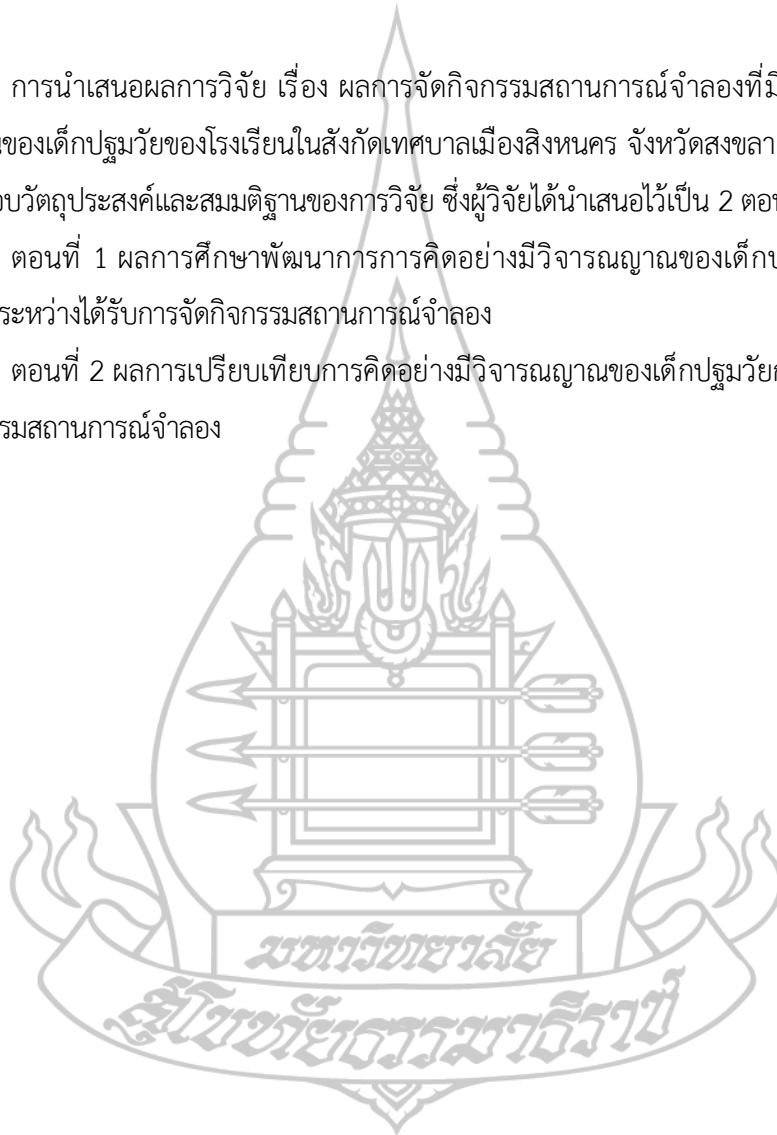 การนำเสนอผลการวิจัย เรื่อง ผลการจัดกิจกรรมสถานการณ์จำลองที่มี
ของเด็กปฐมวัยของโรงเรียนในสังกัดเทศบาลเมืองสิงหนคร จังหวัดสงขลา
วัตถุประสงค์และสมมติฐานของการวิจัย ซึ่งผู้วิจัยได้นำเสนอไว้เป็น 2 ตอน
ตอนที่ 1 ผลการศึกษาพัฒนาการการคิดอย่างมีวิจารณญาณของเด็ก
ระหว่างได้รับการจัดกิจกรรมสถานการณ์จำลอง
ตอนที่ 2 ผลการเปรียบเทียบการคิดอย่างมีวิจารณญาณของเด็กปฐมวัย
รมสถานการณ์จำลอง
มหาวิทยาลัย
สุโขทัยธรรมาธิราช